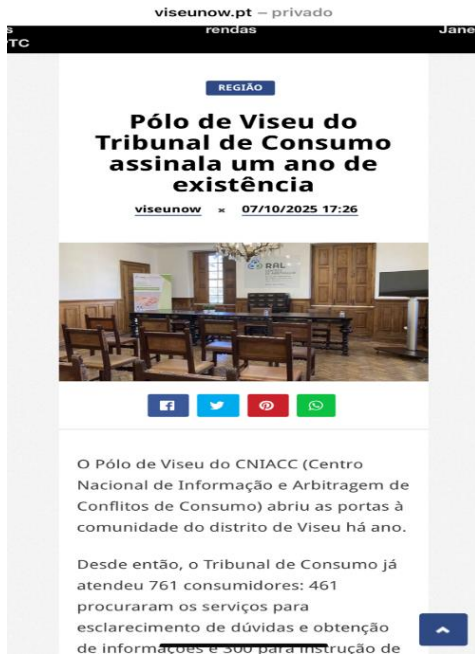 viseunow.pt – privado
s rendas Jane
TC
REGIÃO
Pólo de Viseu do
Tribunal de Consumo
assinala um ano de
existência
viseunow × 07/10/2025 17:26
RAL
O Pólo de Viseu do CNIACC (Centro
Nacional de Informação e Arbitragem de
Conflitos de Consumo) abriu as portas à
comunidade do distrito de Viseu há ano.
Desde então, o Tribunal de Consumo já
atendeu 761 consumidores: 461
procuraram os serviços para
esclarecimento de dúvidas e obtenção
de informações e 300 para instrução de